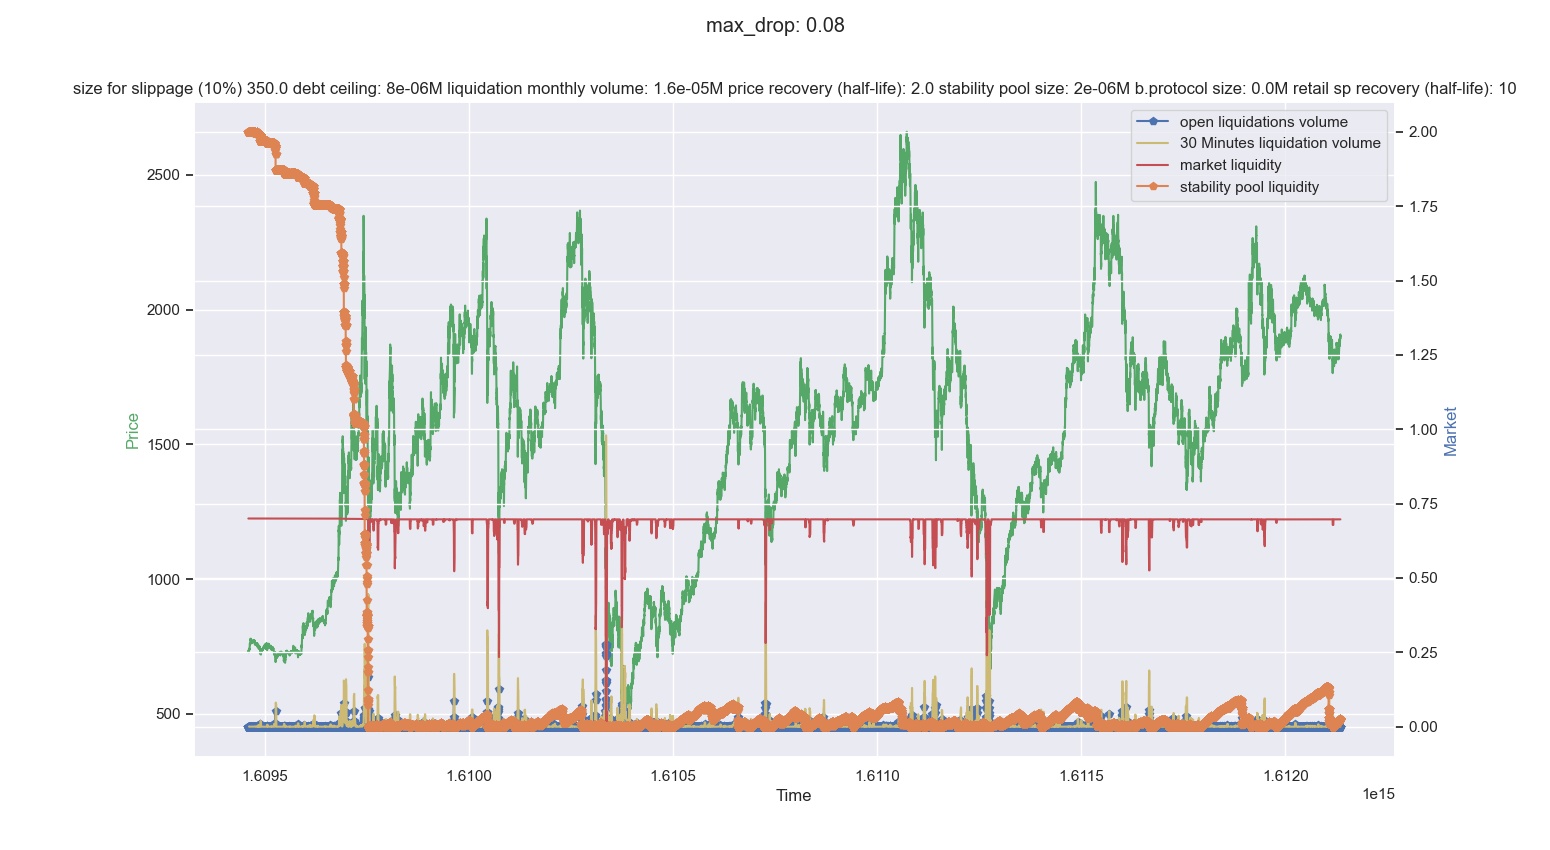 max_drop: 0.08
size for slippage (10%) 350.0 debt ceiling: 8e-06M liquidation monthly volume: 1.6e-05M price recovery (half-life): 2.0 stability pool size: 2e-06M b.protocol size: 0.0M retail sp recovery (half-life): 10
open liquidations volume
30 Minutes liquidation volume
market liquidity
stability pool liquidity
2500
2000
1500
1000
500
Price
2.00
1.75
1.50
1.25
1.00
0.75
0.50
0.25
0.00
Market
1.6095 1.6100 1.6105 1.6110 1.6115 1.6120
1e15
Time